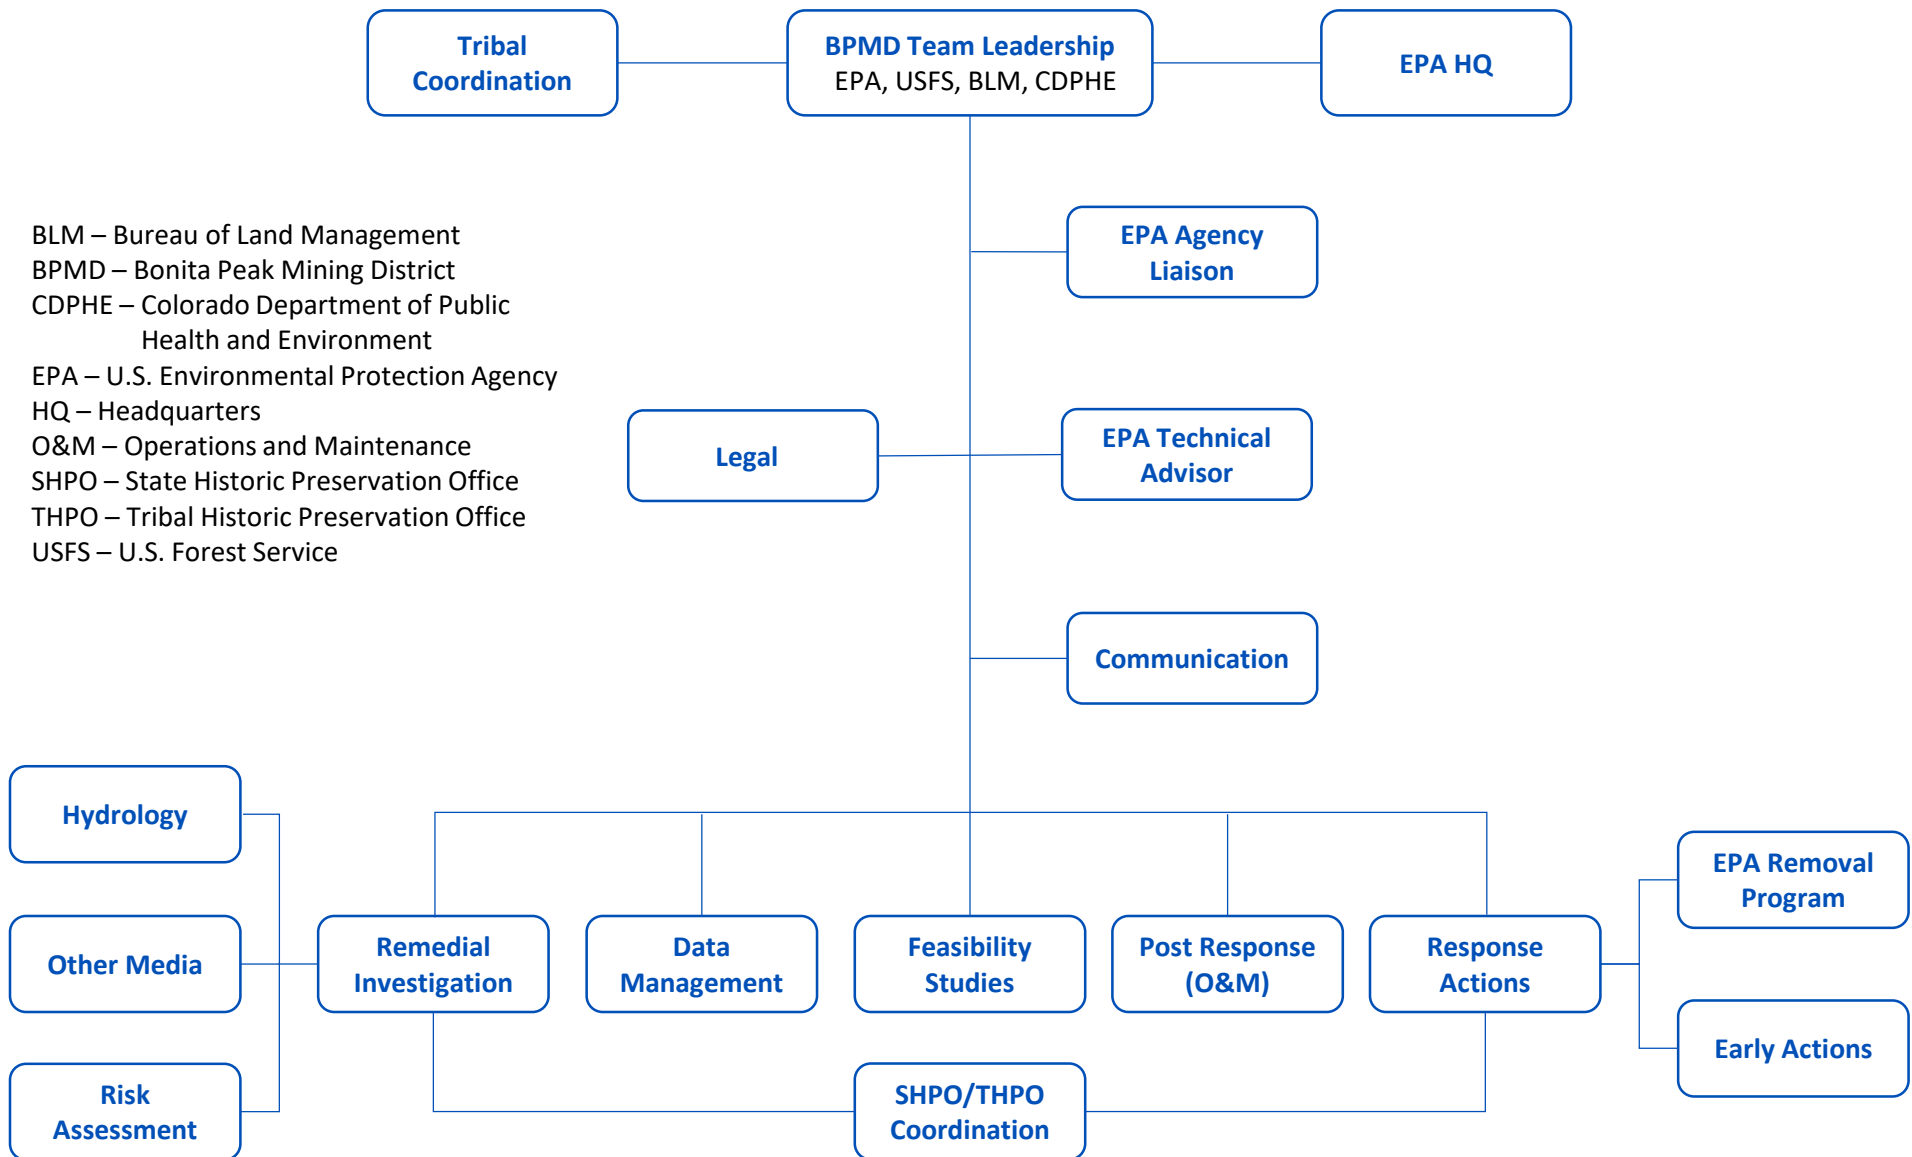 Tribal
Coordination
BPMD Team Leadership
EPA, USFS, BLM, CDPHE
EPA HQ
BLM – Bureau of Land Management
BPMD – Bonita Peak Mining District
CDPHE – Colorado Department of Public
Health and Environment
EPA – U.S. Environmental Protection Agency
HQ – Headquarters
O&M – Operations and Maintenance
SHPO – State Historic Preservation Office
THPO – Tribal Historic Preservation Office
USFS – U.S. Forest Service
EPA Agency
Liaison
Legal
EPA Technical
Advisor
Communication
Hydrology
Other Media
Risk
Assessment
Remedial
Investigation
Data
Management
Feasibility
Studies
Post Response
(O&M)
Response
Actions
EPA Removal
Program
Early Actions
SHPO/THPO
Coordination